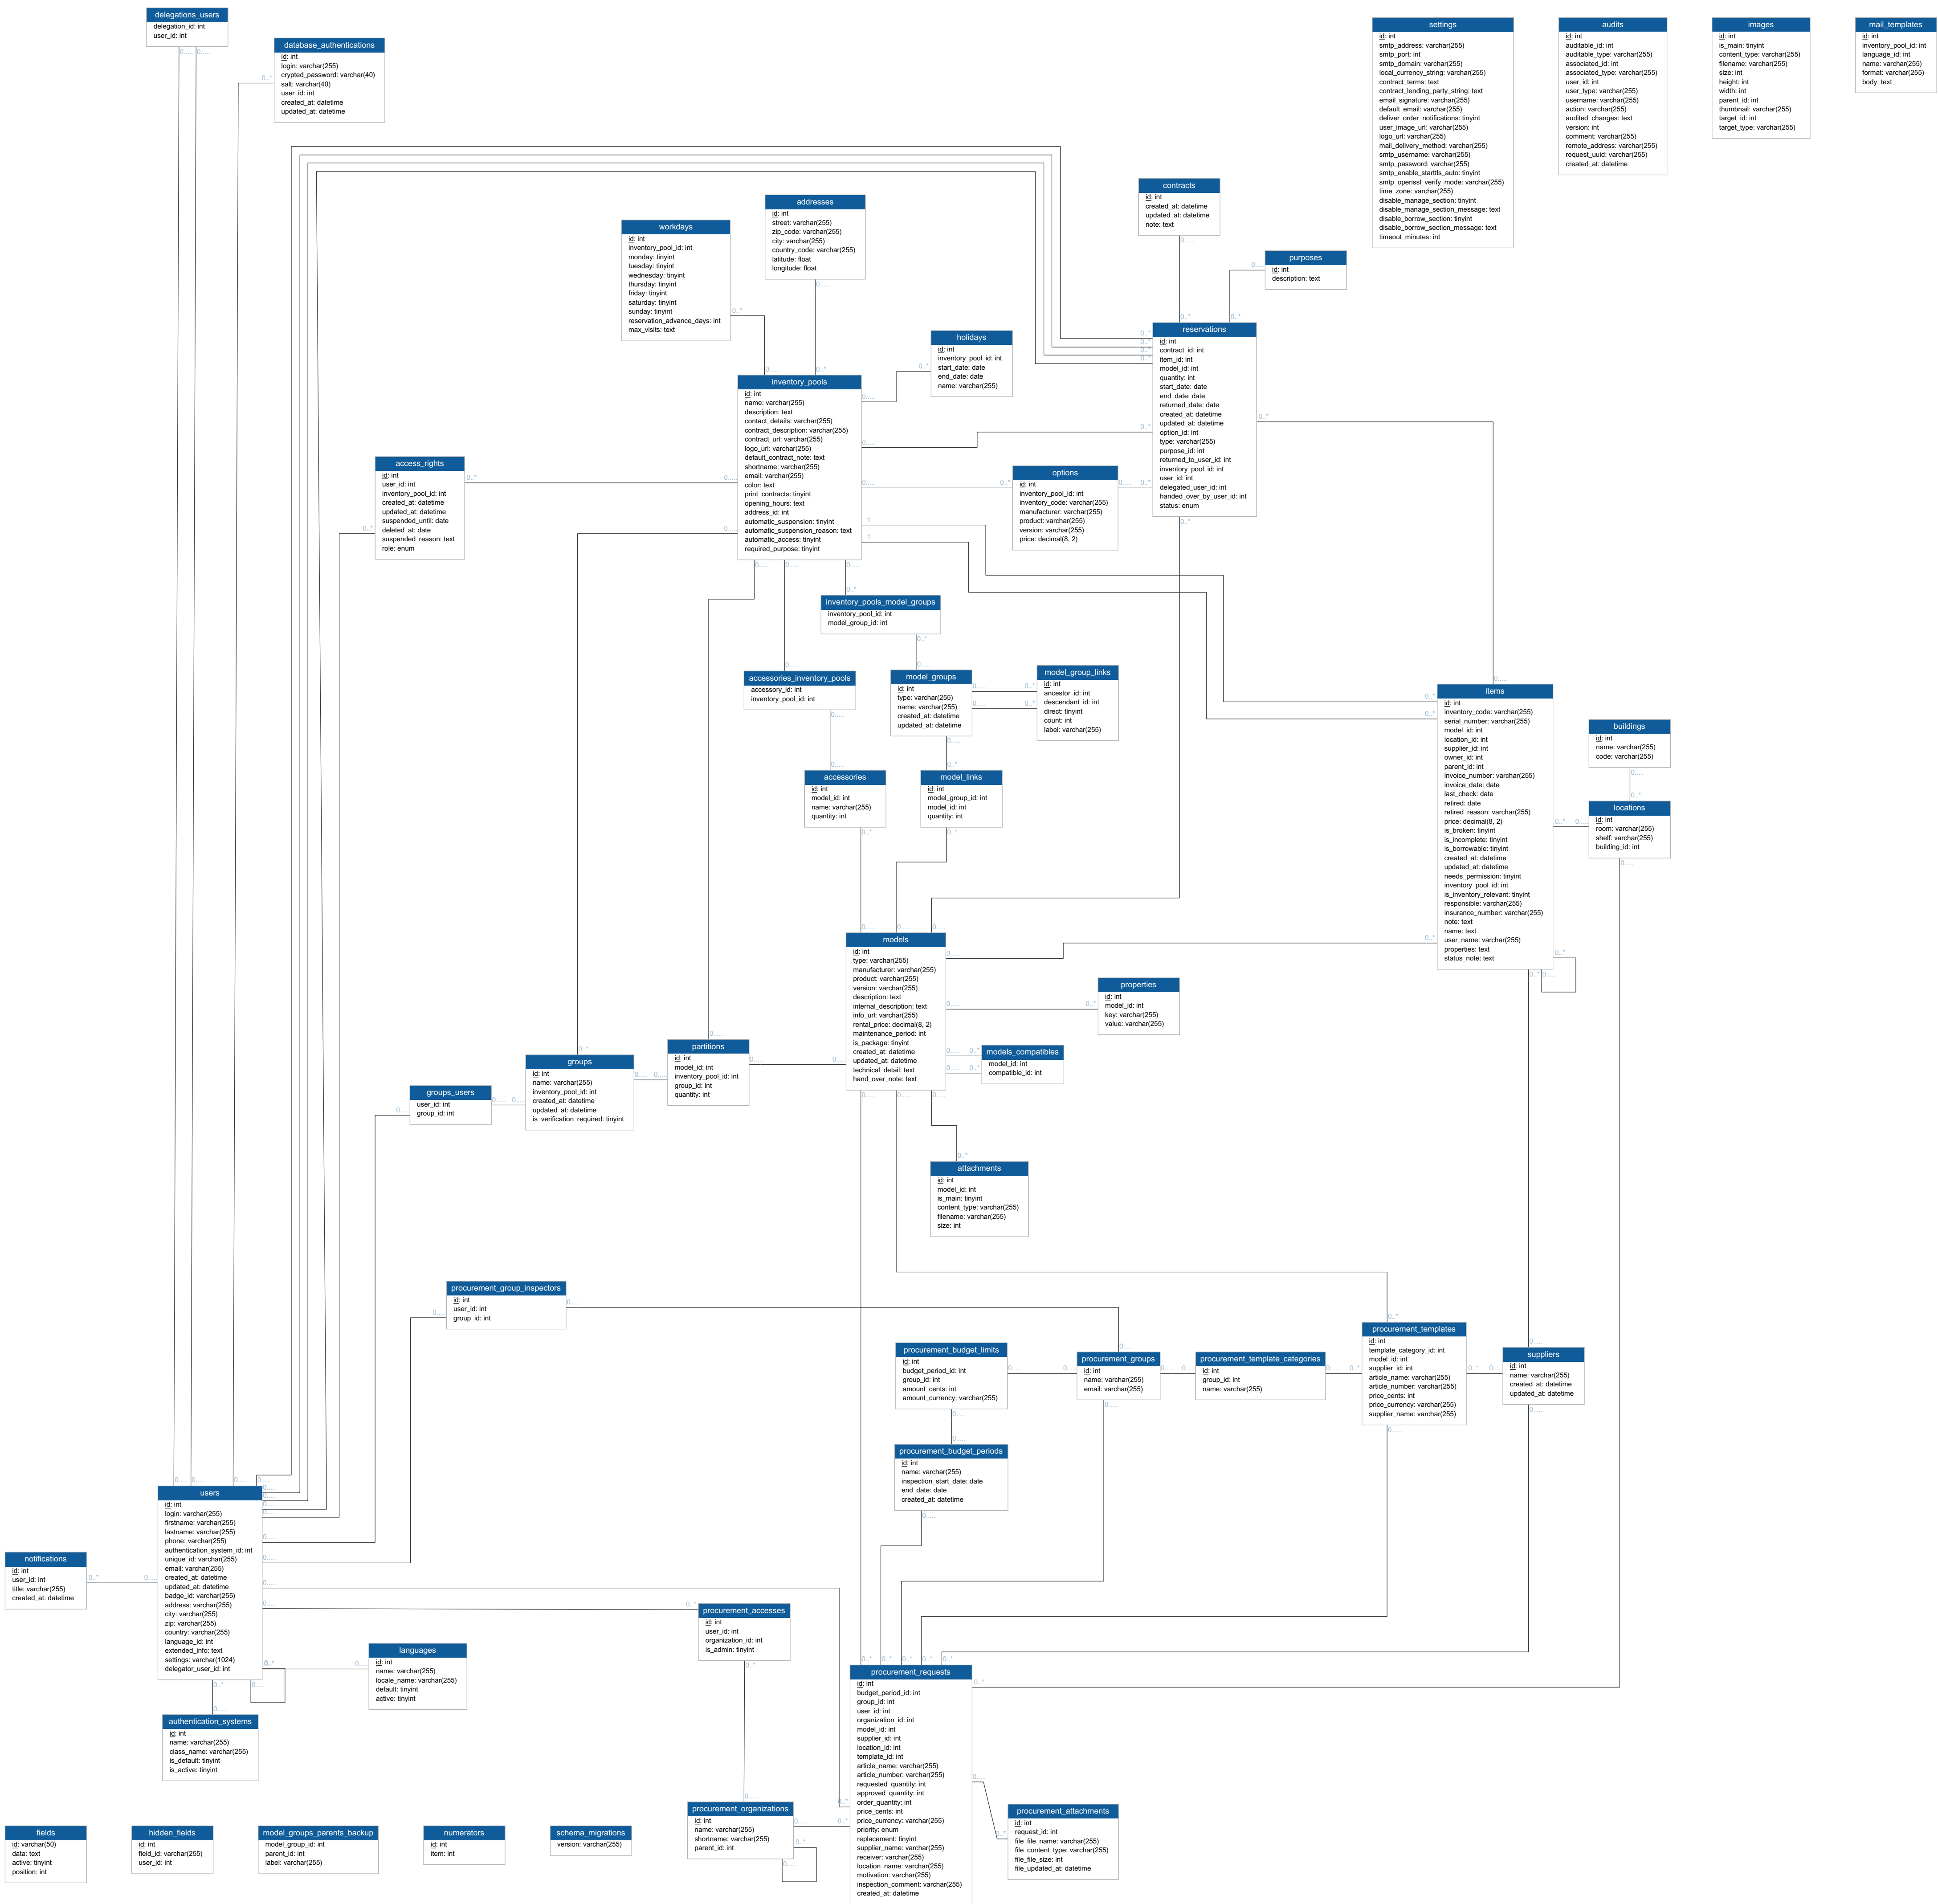 delegations_users
delegation_id: int
user_id: int
database_authentications
id: int
login: varchar(255)
crypted_password: varchar(40)
salt: varchar(40)
user_id: int
created_at: datetime
updated_at: datetime
settings
id: int
smtp_address: varchar(255)
smtp_port: int
smtp_domain: varchar(255)
local_currency_string: varchar(255)
contract_terms: text
contract_lending_party_string: text
email_signature: varchar(255)
default_email: varchar(255)
deliver_order_notifications: tinyint
user_image_url: varchar(255)
logo_url: varchar(255)
mail_delivery_method: varchar(255)
smtp_username: varchar(255)
smtp_password: varchar(255)
smtp_enable_starttls_auto: tinyint
smtp_openssl_verify_mode: varchar(255)
time_zone: varchar(255)
disable_manage_section: tinyint
disable_manage_section_message: text
disable_borrow_section: tinyint
disable_borrow_section_message: text
timeout_minutes: int
audits
id: int
auditable_id: int
auditable_type: varchar(255)
associated_id: int
associated_type: varchar(255)
user_id: int
user_type: varchar(255)
username: varchar(255)
action: varchar(255)
audited_changes: text
version: int
comment: varchar(255)
remote_address: varchar(255)
request_uuid: varchar(255)
created_at: datetime
images
id: int
is_main: tinyint
content_type: varchar(255)
filename: varchar(255)
size: int
height: int
width: int
parent_id: int
thumbnail: varchar(255)
target_id: int
target_type: varchar(255)
mail_templates
id: int
inventory_pool_id: int
language_id: int
name: varchar(255)
format: varchar(255)
body: text
contracts
id: int
created_at: datetime
updated_at: datetime
note: text
addresses
id: int
street: varchar(255)
zip_code: varchar(255)
city: varchar(255)
country_code: varchar(255)
latitude: float
longitude: float
workdays
id: int
inventory_pool_id: int
monday: tinyint
tuesday: tinyint
wednesday: tinyint
thursday: tinyint
friday: tinyint
saturday: tinyint
sunday: tinyint
reservation_advance_days: int
max_visits: text
purposes
id: int
description: text
holidays
id: int
inventory_pool_id: int
start_date: date
end_date: date
name: varchar(255)
reservations
id: int
contract_id: int
item_id: int
model_id: int
quantity: int
start_date: date
end_date: date
returned_date: date
created_at: datetime
updated_at: datetime
option_id: int
type: varchar(255)
purpose_id: int
returned_to_user_id: int
inventory_pool_id: int
user_id: int
delegated_user_id: int
handed_over_by_user_id: int
status: enum
inventory_pools
id: int
name: varchar(255)
description: text
contact_details: varchar(255)
contract_description: varchar(255)
contract_url: varchar(255)
logo_url: varchar(255)
default_contract_note: text
shortname: varchar(255)
email: varchar(255)
color: text
print_contracts: tinyint
opening_hours: text
address_id: int
automatic_suspension: tinyint
automatic_suspension_reason: text
automatic_access: tinyint
required_purpose: tinyint
access_rights
id: int
user_id: int
inventory_pool_id: int
created_at: datetime
updated_at: datetime
suspended_until: date
deleted_at: date
suspended_reason: text
role: enum
options
id: int
inventory_pool_id: int
inventory_code: varchar(255)
manufacturer: varchar(255)
product: varchar(255)
version: varchar(255)
price: decimal(8, 2)
inventory_pools_model_groups
inventory_pool_id: int
model_group_id: int
accessories_inventory_pools
accessory_id: int
inventory_pool_id: int
model_groups
id: int
type: varchar(255)
name: varchar(255)
created_at: datetime
updated_at: datetime
model_group_links
id: int
ancestor_id: int
descendant_id: int
direct: tinyint
count: int
label: varchar(255)
items
id: int
inventory_code: varchar(255)
serial_number: varchar(255)
model_id: int
location_id: int
supplier_id: int
owner_id: int
parent_id: int
invoice_number: varchar(255)
invoice_date: date
last_check: date
retired: date
retired_reason: varchar(255)
price: decimal(8, 2)
is_broken: tinyint
is_incomplete: tinyint
is_borrowable: tinyint
created_at: datetime
updated_at: datetime
needs_permission: tinyint
inventory_pool_id: int
is_inventory_relevant: tinyint
responsible: varchar(255)
insurance_number: varchar(255)
note: text
name: text
user_name: varchar(255)
properties: text
status_note: text
buildings
id: int
name: varchar(255)
code: varchar(255)
locations
id: int
room: varchar(255)
shelf: varchar(255)
building_id: int
accessories
id: int
model_id: int
name: varchar(255)
quantity: int
model_links
id: int
model_group_id: int
model_id: int
quantity: int
models
id: int
type: varchar(255)
manufacturer: varchar(255)
product: varchar(255)
version: varchar(255)
description: text
internal_description: text
info_url: varchar(255)
rental_price: decimal(8, 2)
maintenance_period: int
is_package: tinyint
created_at: datetime
updated_at: datetime
technical_detail: text
hand_over_note: text
properties
id: int
model_id: int
key: varchar(255)
value: varchar(255)
models_compatibles
model_id: int
compatible_id: int
partitions
id: int
model_id: int
inventory_pool_id: int
group_id: int
quantity: int
groups
id: int
name: varchar(255)
inventory_pool_id: int
created_at: datetime
updated_at: datetime
is_verification_required: tinyint
groups_users
user_id: int
group_id: int
attachments
id: int
model_id: int
is_main: tinyint
content_type: varchar(255)
filename: varchar(255)
size: int
procurement_group_inspectors
id: int
user_id: int
group_id: int
procurement_budget_limits
id: int
budget_period_id: int
group_id: int
amount_cents: int
amount_currency: varchar(255)
procurement_groups
id: int
name: varchar(255)
email: varchar(255)
procurement_template_categories
id: int
group_id: int
name: varchar(255)
procurement_templates
id: int
template_category_id: int
model_id: int
supplier_id: int
article_name: varchar(255)
article_number: varchar(255)
price_cents: int
price_currency: varchar(255)
supplier_name: varchar(255)
suppliers
id: int
name: varchar(255)
created_at: datetime
updated_at: datetime
procurement_budget_periods
id: int
name: varchar(255)
inspection_start_date: date
end_date: date
created_at: datetime
users
id: int
login: varchar(255)
firstname: varchar(255)
lastname: varchar(255)
phone: varchar(255)
authentication_system_id: int
unique_id: varchar(255)
email: varchar(255)
created_at: datetime
updated_at: datetime
badge_id: varchar(255)
address: varchar(255)
city: varchar(255)
zip: varchar(255)
country: varchar(255)
language_id: int
extended_info: text
settings: varchar(1024)
delegator_user_id: int
notifications
id: int
user_id: int
title: varchar(255)
created_at: datetime
procurement_accesses
id: int
user_id: int
organization_id: int
is_admin: tinyint
languages
id: int
name: varchar(255)
locale_name: varchar(255)
default: tinyint
active: tinyint
authentication_systems
id: int
name: varchar(255)
class_name: varchar(255)
is_default: tinyint
is_active: tinyint
procurement_requests
id: int
budget_period_id: int
group_id: int
user_id: int
organization_id: int
model_id: int
supplier_id: int
location_id: int
template_id: int
article_name: varchar(255)
article_number: varchar(255)
requested_quantity: int
approved_quantity: int
order_quantity: int
price_cents: int
price_currency: varchar(255)
priority: enum
replacement: tinyint
supplier_name: varchar(255)
receiver: varchar(255)
location_name: varchar(255)
motivation: varchar(255)
inspection_comment: varchar(255)
created_at: datetime
procurement_organizations
id: int
name: varchar(255)
shortname: varchar(255)
parent_id: int
procurement_attachments
id: int
request_id: int
file_file_name: varchar(255)
file_content_type: varchar(255)
file_file_size: int
file_updated_at: datetime
fields
id: varchar(50)
data: text
active: tinyint
position: int
hidden_fields
id: int
field_id: varchar(255)
user_id: int
model_groups_parents_backup
model_group_id: int
parent_id: int
label: varchar(255)
numerators
id: int
item: int
schema_migrations
version: varchar(255)